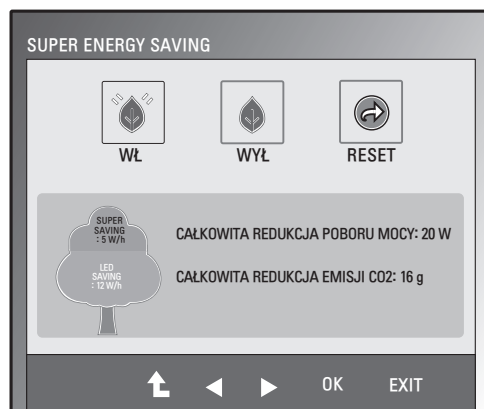 SUPER ENERGY SAVING
WŁ
WYŁ
RESET
SUPER
SAVING
: 5 W/h
LED
SAVING
: 12 W/h
CAŁKOWITA REDUKCJA POBORU MOCY: 20 W
CAŁKOWITA REDUKCJA EMISJI CO2: 16 g
OK
EXIT